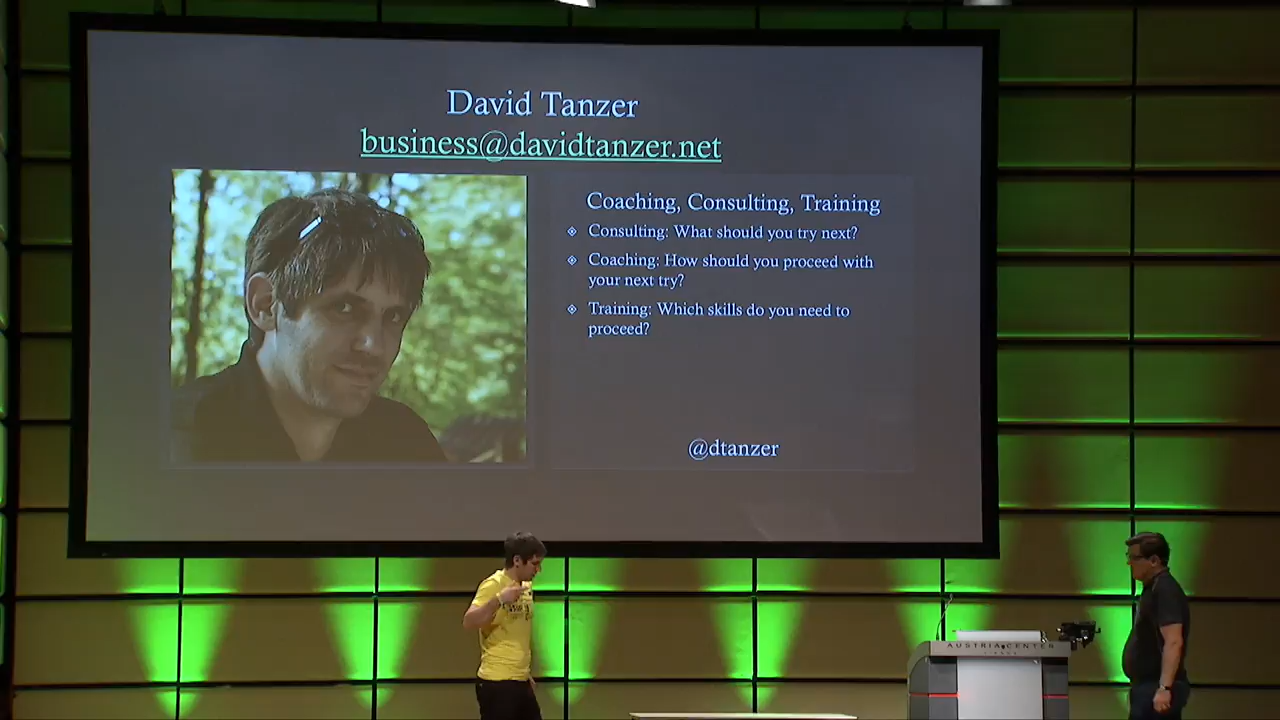 David Tanzer
business@davidtanzer.net
Coaching, Consulting, Training
Consulting: What should you try next?
Coaching: How should you proceed with
your next try?
Training: Which skills do you need to
proceed?
@dtanzer
AUSTRIA CENTER